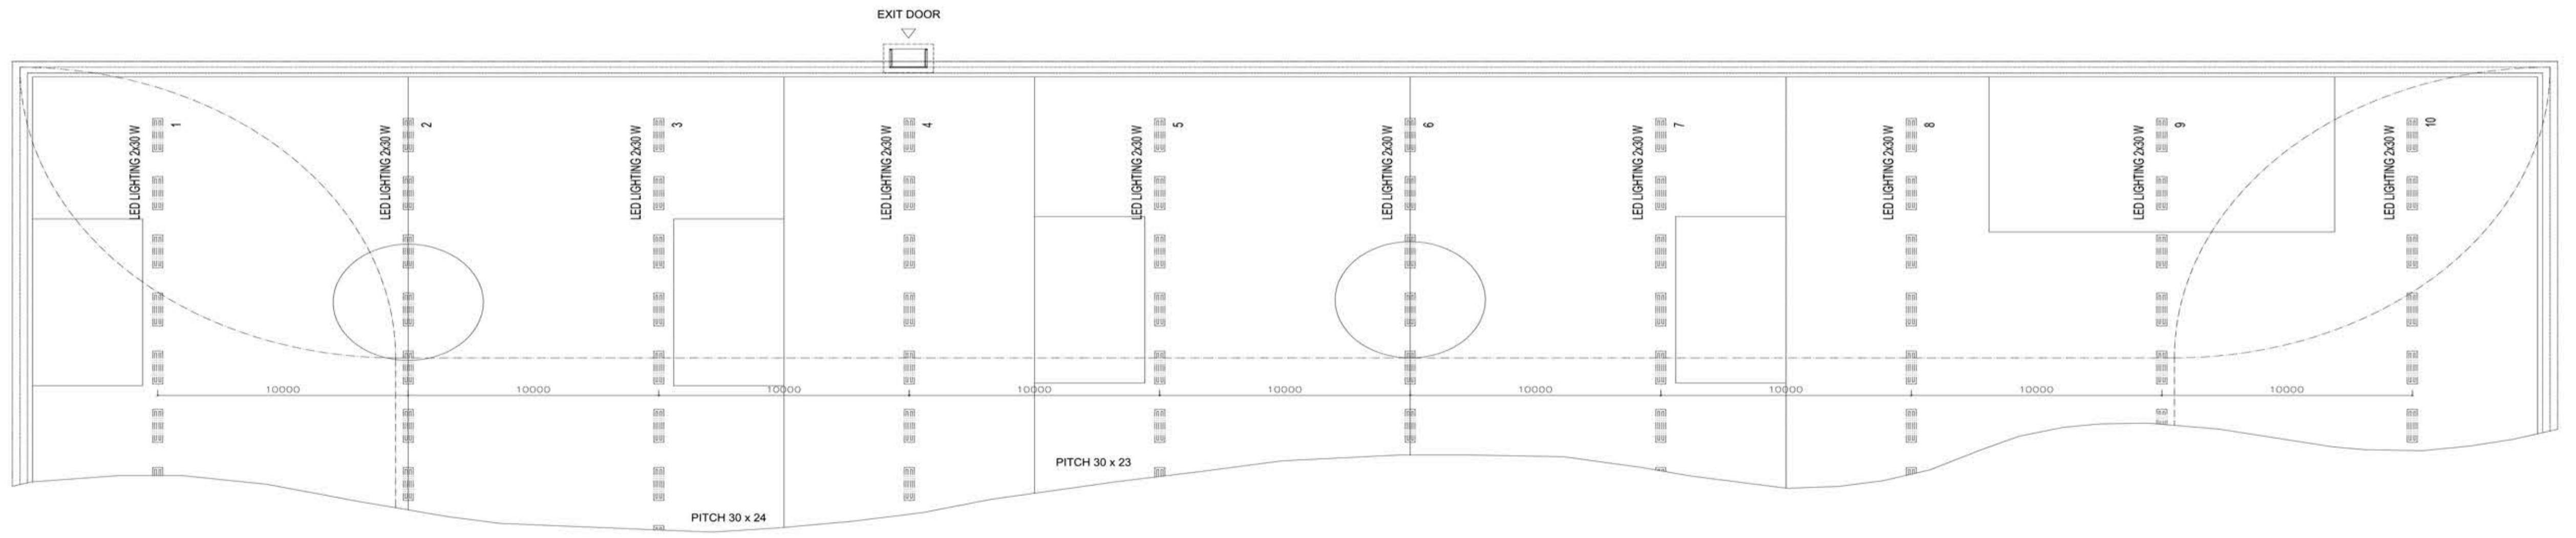 EXIT DOOR
LED LIGHTING 2x30 W
1
LED LIGHTING 2x30 W
2
LED LIGHTING 2x30 W
3
LED LIGHTING 2x30 W
4
LED LIGHTING 2x30 W
5
LED LIGHTING 2x30 W
6
LED LIGHTING 2x30 W
7
LED LIGHTING 2x30 W
8
LED LIGHTING 2x30 W
9
LED LIGHTING 2x30 W
10
10000
10000
10000
10000
10000
10000
10000
10000
10000
PITCH 30 x 23
PITCH 30 x 24